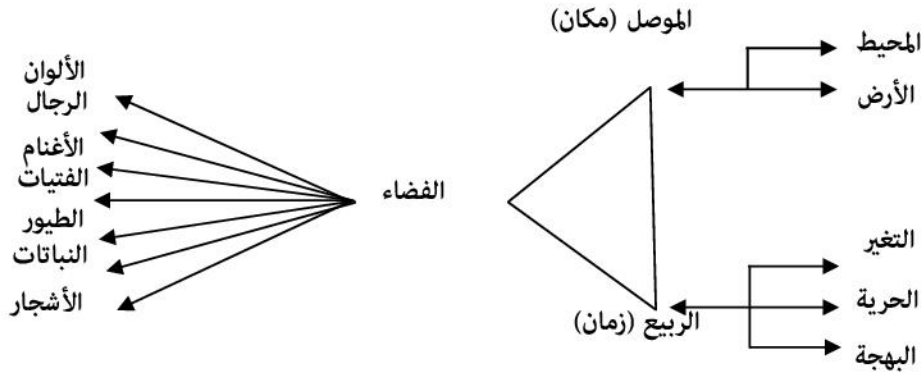 الموصل (مكان)
المحيط
الأرض
الألوان
الرجال
الأغنام
الفتيات
الطيور
النباتات
الأشجار
الفضاء
التغير
الحرية
البهجة
الربيع (زمان)